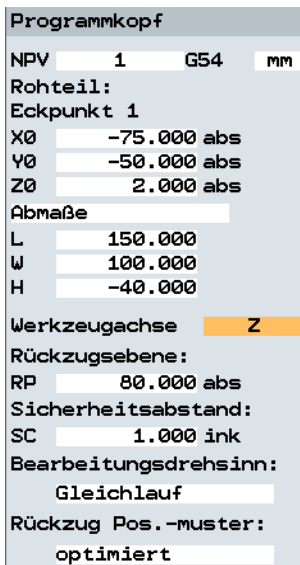 Programmkopf
NPV 1 G54 mm
Rohteil:
Eckpunkt 1
X0 -75.000 abs
Y0 -50.000 abs
Z0 2.000 abs
Abmaße
L 150.000
W 100.000
H -40.000
Werkzeugachse Z
Rückzugsebene:
RP 80.000 abs
Sicherheitsabstand:
SC 1.000 ink
Bearbeitungsdrehsinn:
Gleichlauf
Rückzug Pos.-muster:
optimiert